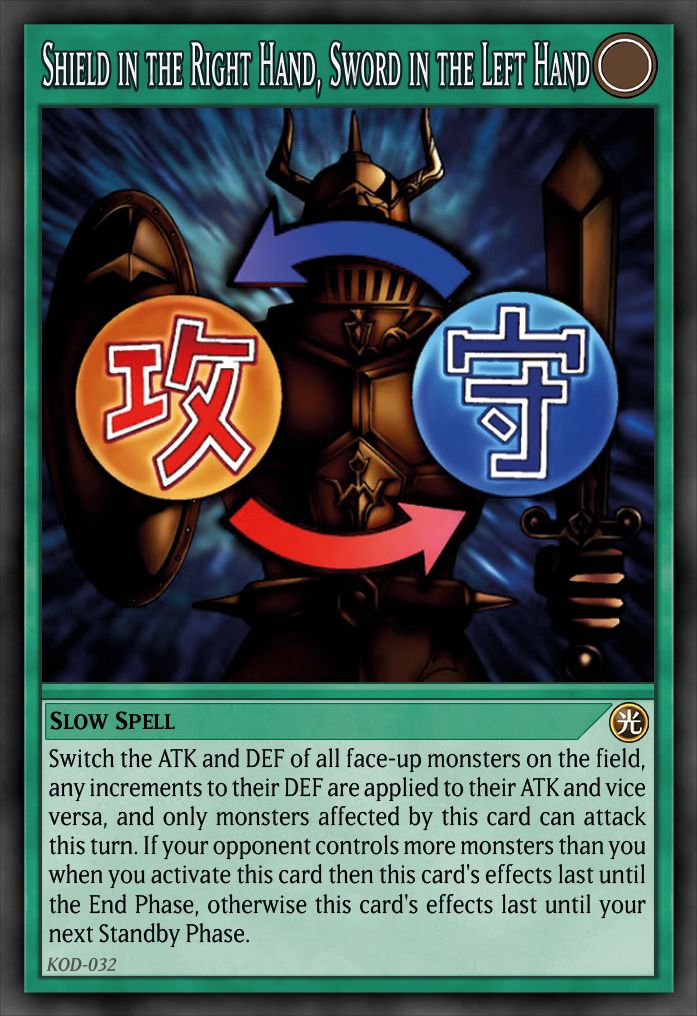 Shield in the Right Hand, Sword in the Left Hand
攻 守
Slow Spell
光
Switch the ATK and DEF of all face-up monsters on the field,
any increments to their DEF are applied to their ATK and vice
versa, and only monsters affected by this card can attack
this turn. If your opponent controls more monsters than you
when you activate this card then this card's effects last until
the End Phase, otherwise this card's effects last until your
next Standby Phase.
KOD-032